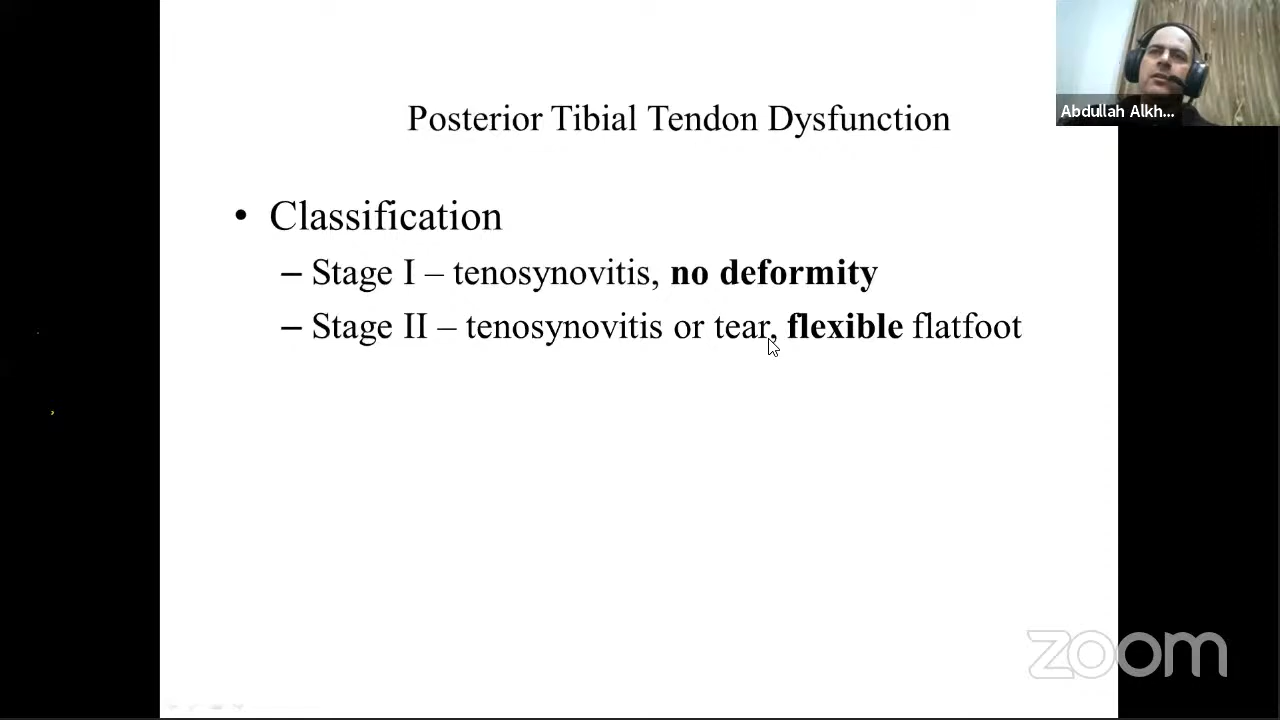 Abdullah Alkh...
Posterior Tibial Tendon Dysfunction
• Classification
– Stage I – tenosynovitis, no deformity
– Stage II – tenosynovitis or tear, flexible flatfoot
zoom